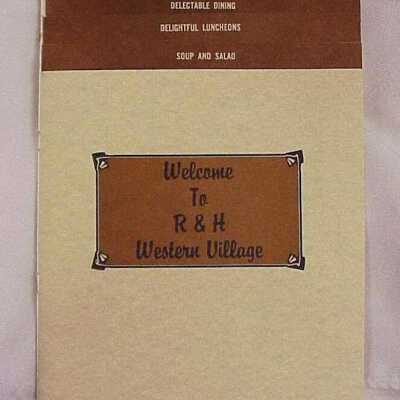 DELECTABLE DINING
DELIGHTFUL LUNCHEONS
SOUP AND SALAD
Welcome
To
R & H
Western Village